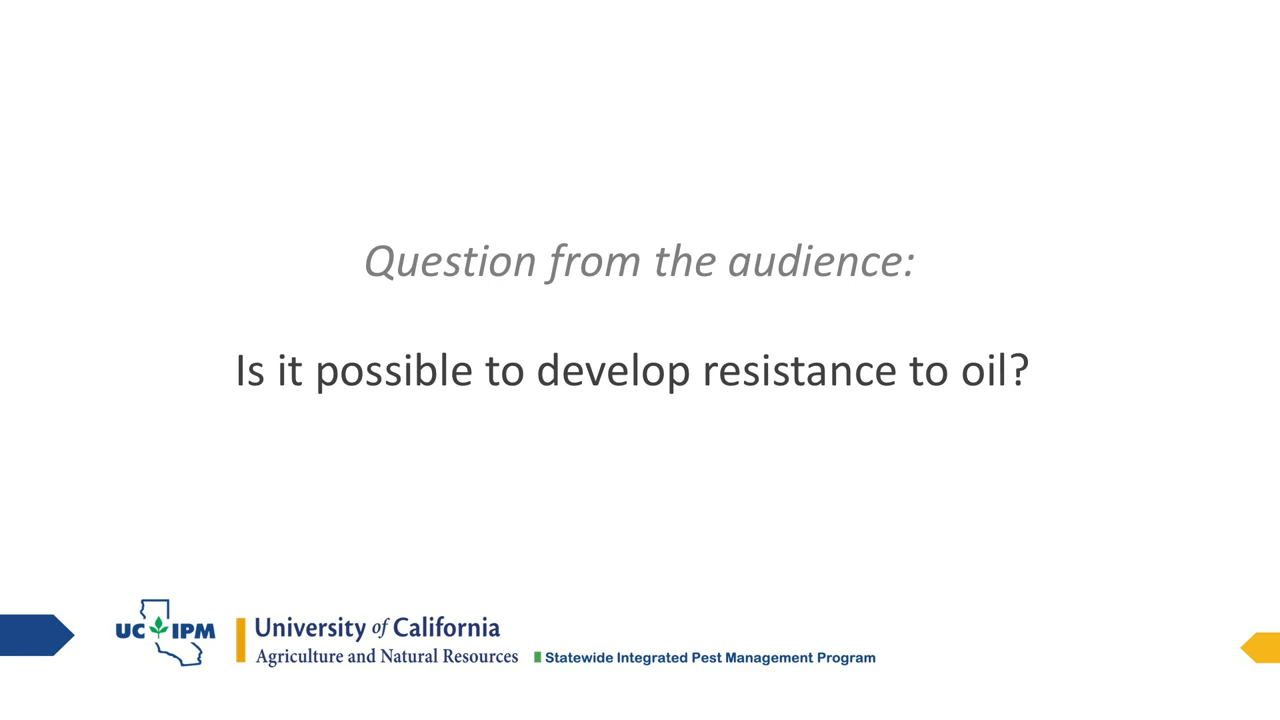 Question from the audience:
Is it possible to develop resistance to oil?
UC IPM
University of California
Agriculture and Natural Resources
Statewide Integrated Pest Management Program